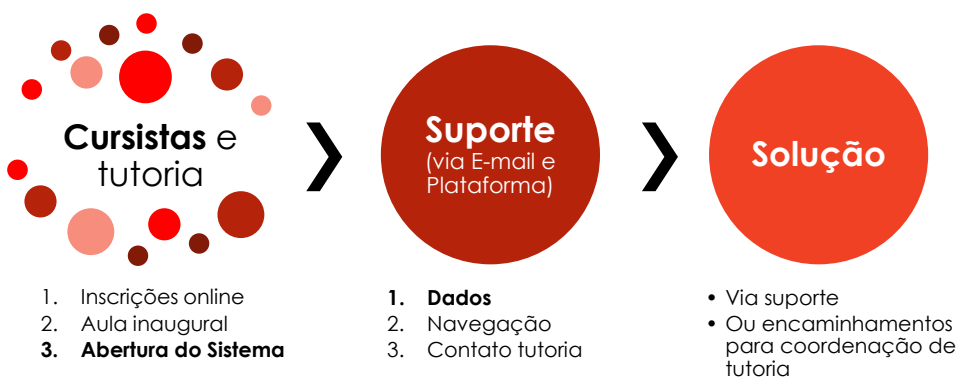 Cursistas e
tutoria
Suporte
(via E-mail e
Plataforma)
Solução
1. Inscrições online
2. Aula inaugural
3. Abertura do Sistema
1. Dados
2. Navegação
3. Contato tutoria
• Via suporte
• Ou encaminhamentos
para coordenação de
tutoria